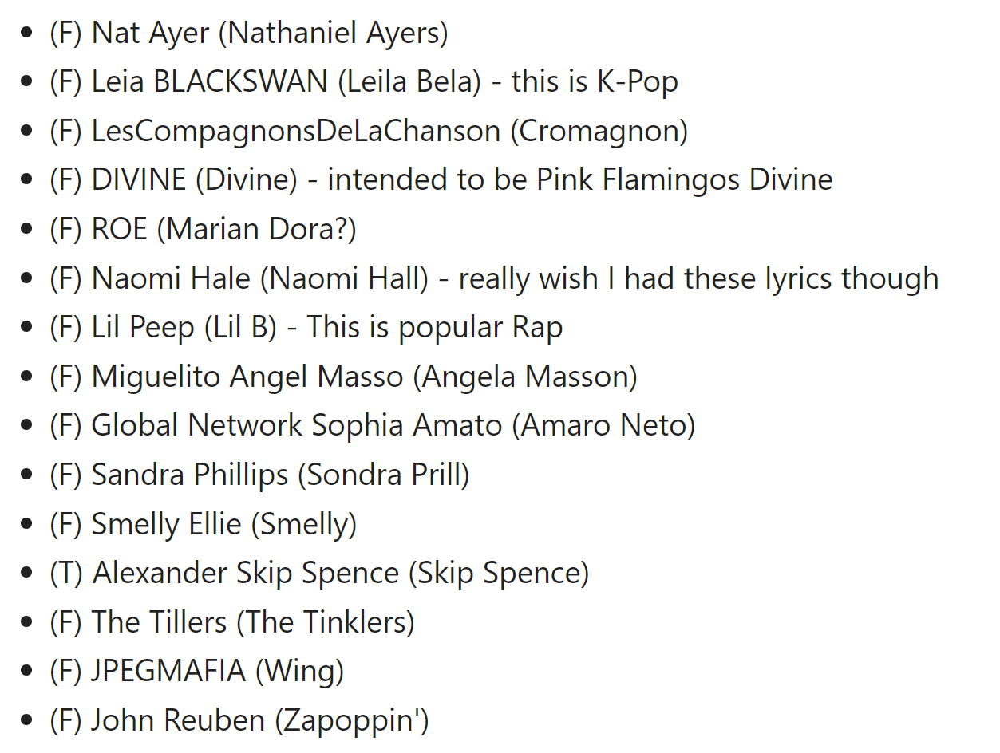 • (F) Nat Ayer (Nathaniel Ayers)
• (F) Leia BLACKSWAN (Leila Bela) - this is K-Pop
• (F) LesCompagnonsDeLaChanson (Cromagnon)
• (F) DIVINE (Divine) - intended to be Pink Flamingos Divine
• (F) ROE (Marian Dora?)
• (F) Naomi Hale (Naomi Hall) - really wish I had these lyrics though
• (F) Lil Peep (Lil B) - This is popular Rap
• (F) Miguelito Angel Masso (Angela Masson)
• (F) Global Network Sophia Amato (Amaro Neto)
• (F) Sandra Phillips (Sondra Prill)
• (F) Smelly Ellie (Smelly)
• (T) Alexander Skip Spence (Skip Spence)
• (F) The Tillers (The Tinklers)
• (F) JPEGMAFIA (Wing)
• (F) John Reuben (Zapoppin')